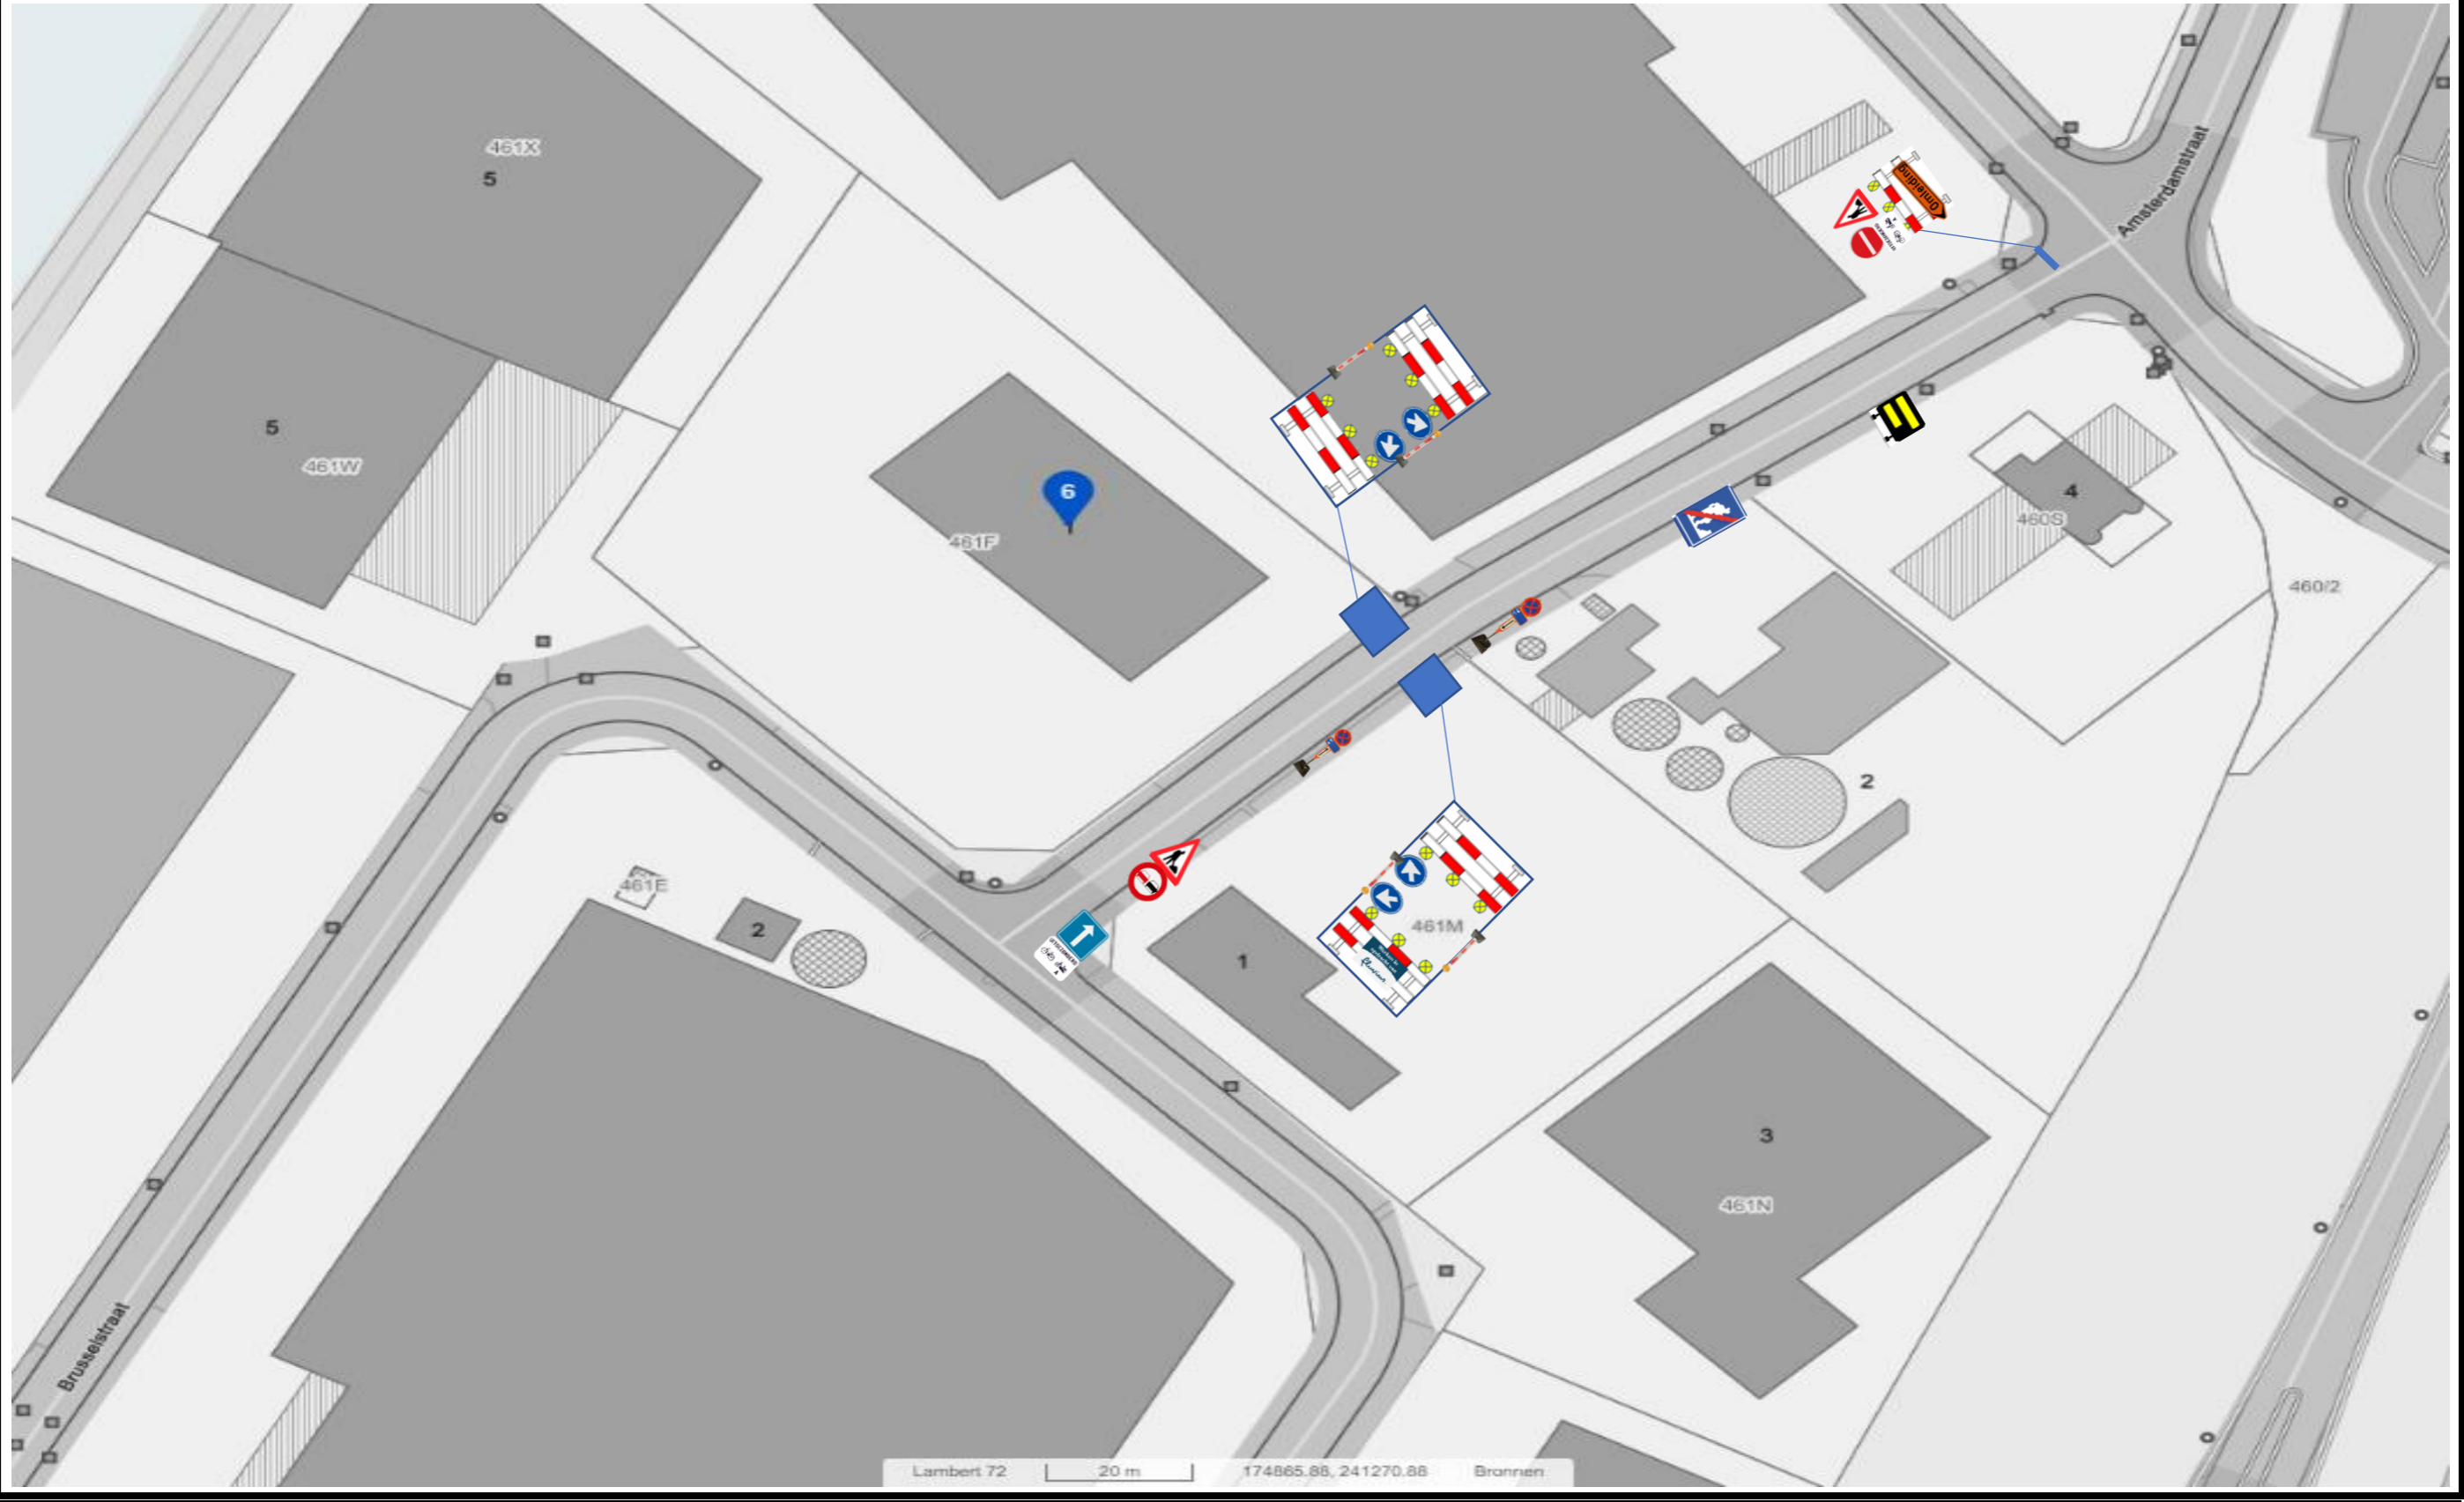 461X
5
Amsterdamstraat
Omleiding
5
461W
6
461F
4
460S
460/2
2
461E
2
461M
1
3
461N
Brusselstraat
Lambert 72
20 m
174865.88, 241270.88
Bronnen